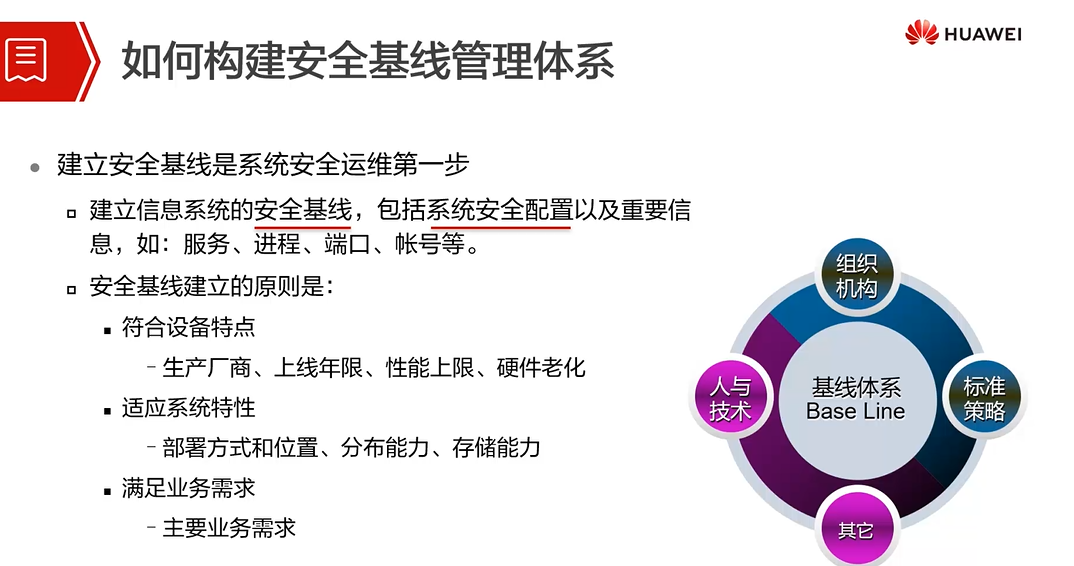 如何构建安全基线管理体系
HUAWEI
建立安全基线是系统安全运维第一步
建立信息系统的安全基线，包括系统安全配置以及重要信
息，如：服务、进程、端口、帐号等。
安全基线建立的原则是：
符合设备特点
－生产厂商、上线年限、性能上限、硬件老化
适应系统特性
－部署方式和位置、分布能力、存储能力
满足业务需求
－主要业务需求
组织
机构
人与
技术
基线体系
Base Line
标准
策略
其它